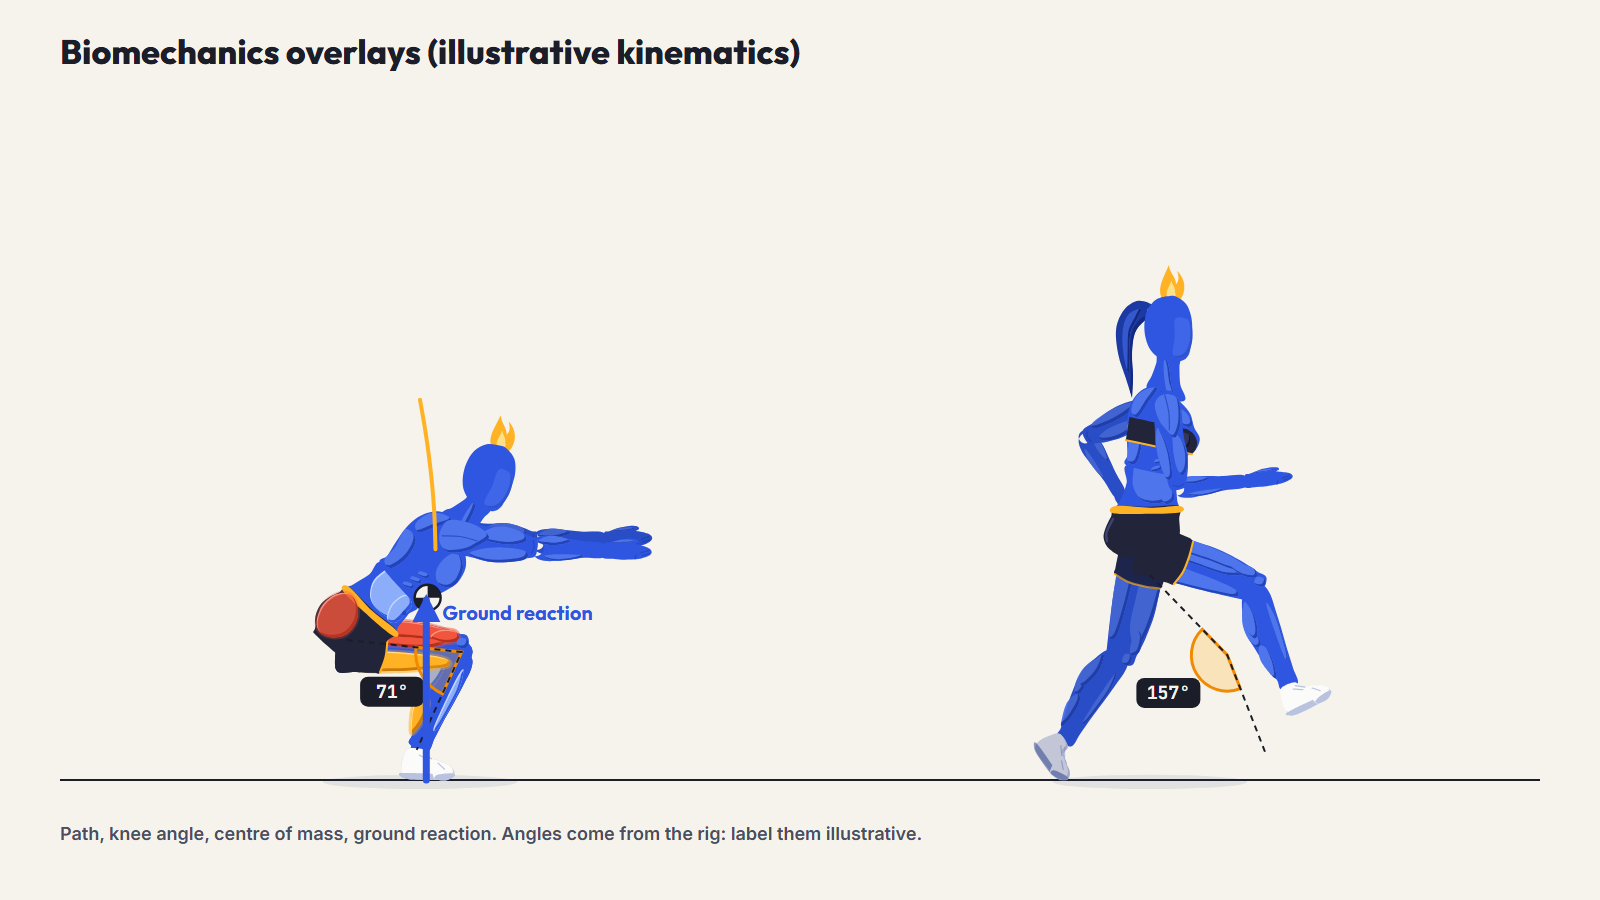 Biomechanics overlays (illustrative kinematics)
Ground reaction
71°
157°
Path, knee angle, centre of mass, ground reaction. Angles come from the rig: label them illustrative.